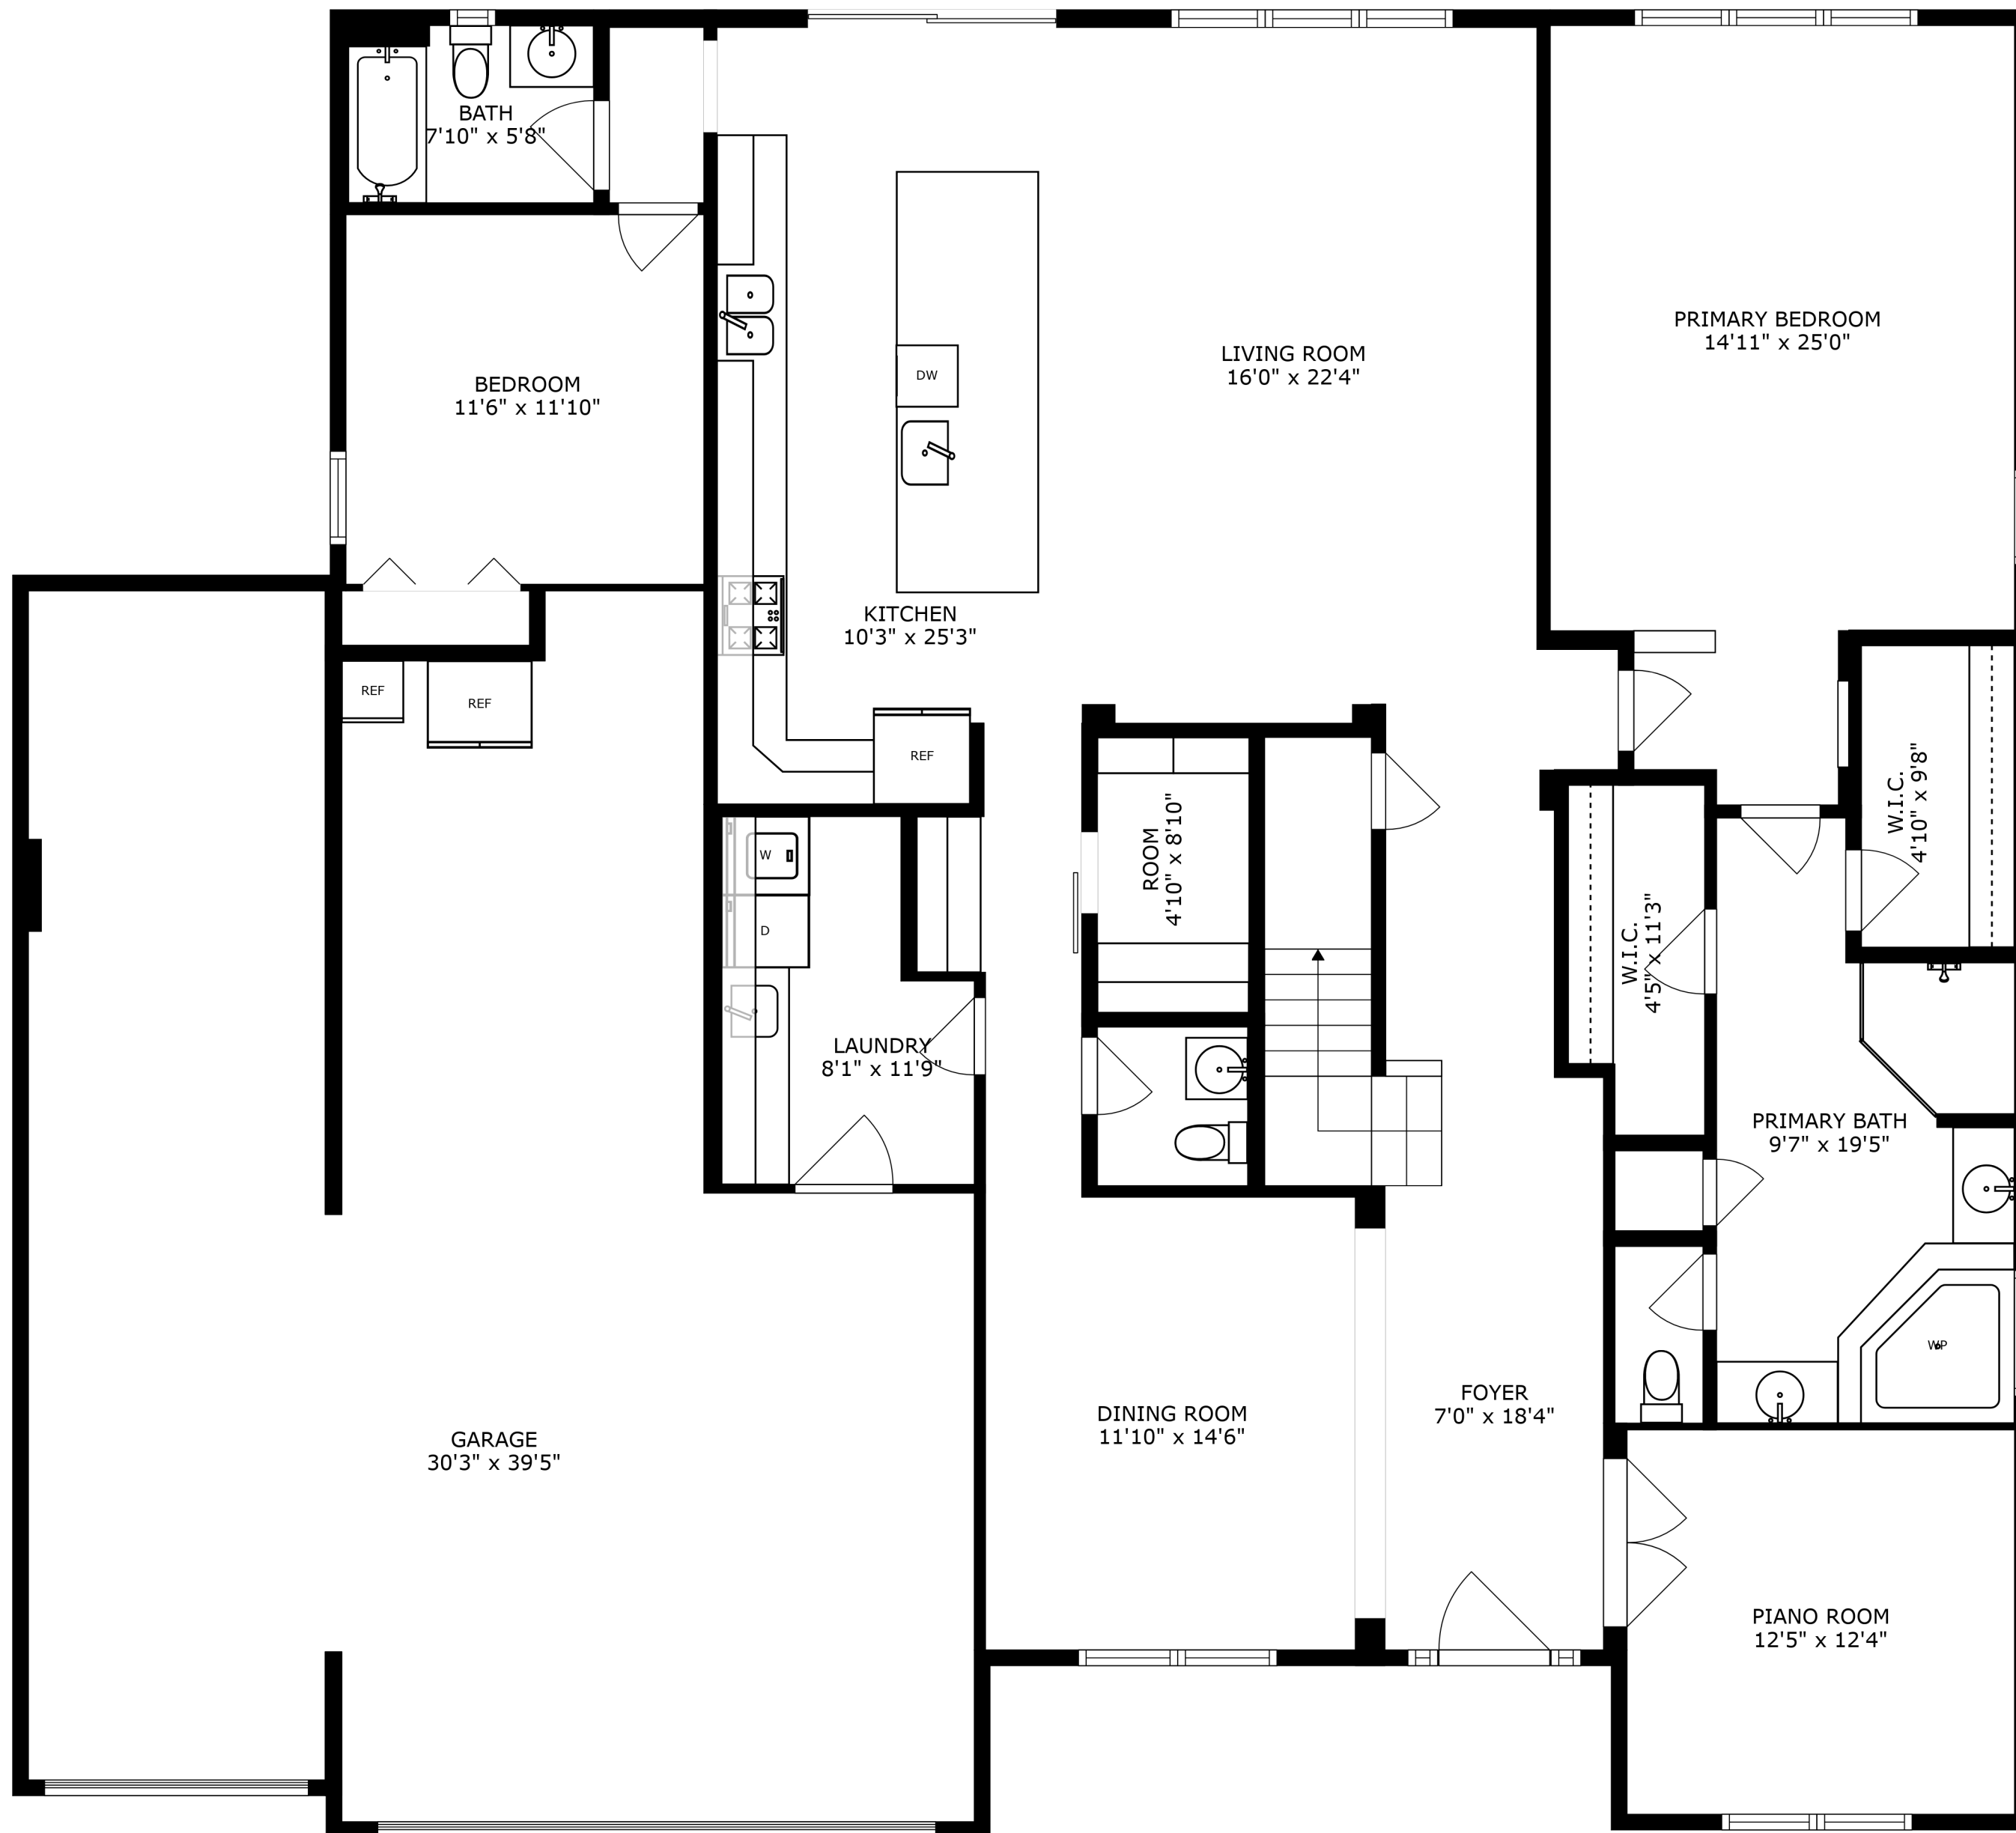 BATH
7'10" x 5'8"
BEDROOM
11'6" x 11'10"
DW
LIVING ROOM
16'0" x 22'4"
PRIMARY BEDROOM
14'11" x 25'0"
KITCHEN
10'3" x 25'3"
REF
REF
REF
W
D
LAUNDRY
8'1" x 11'9"
ROOM
4'10" x 8'10"
W.I.C.
4'5" x 11'3"
W.I.C.
4'10" x 9'8"
PRIMARY BATH
9'7" x 19'5"
WP
GARAGE
30'3" x 39'5"
DINING ROOM
11'10" x 14'6"
FOYER
7'0" x 18'4"
PIANO ROOM
12'5" x 12'4"